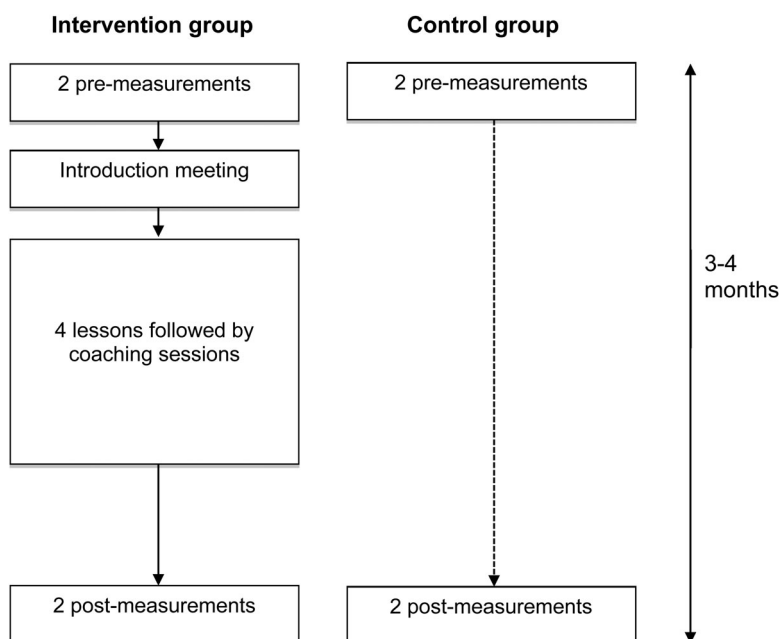 Intervention group
Control group
2 pre-measurements
2 pre-measurements
Introduction meeting
4 lessons followed by
coaching sessions
3-4
months
2 post-measurements
2 post-measurements